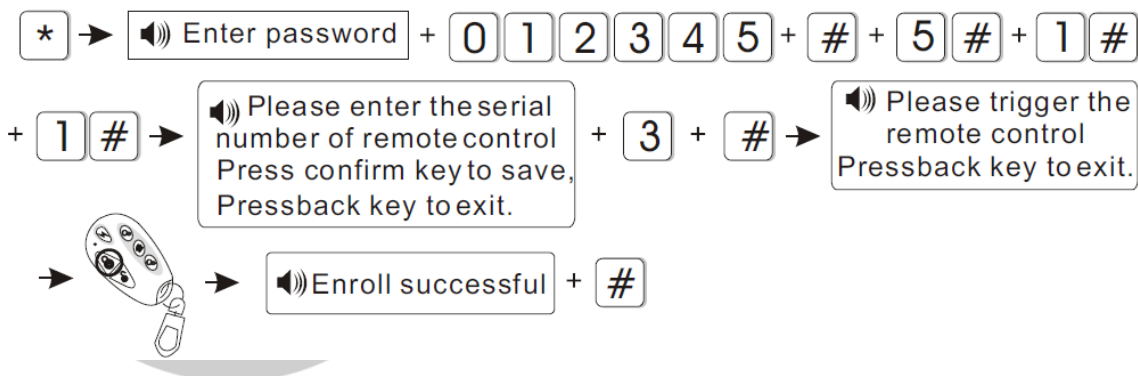 * Enter password + 0 1 2 3 4 5 + # + 5 # + 1 #
+ 1 # Please enter the serial number of remote control Press confirm key to save, Pressback key to exit. + 3 + # Please trigger the remote control Pressback key to exit.
Enroll successful + #